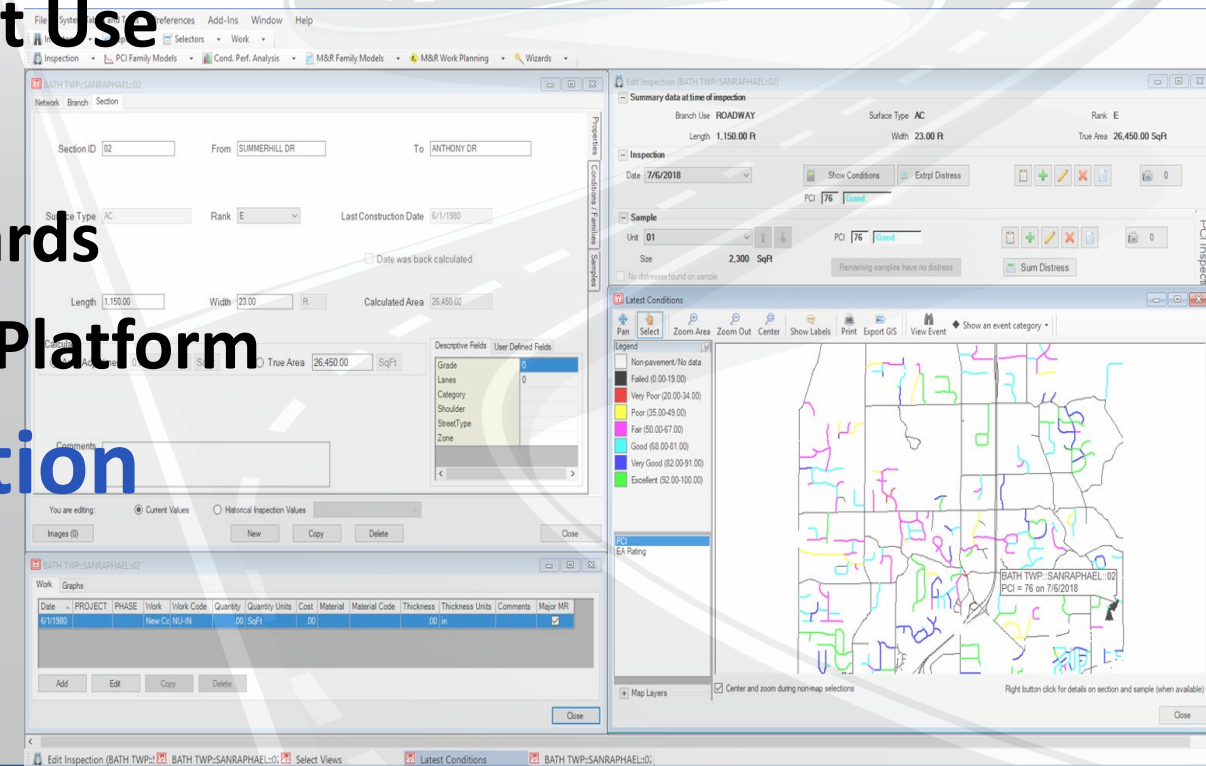 t Use
ards
Platform
tion
File System Tables and Tools Preferences Add-Ins Window Help
Selectors Work
Inspection PCI Family Models Cond. Perf. Analysis M&R Family Models M&R Work Planning Wizards
BATH TWP::SANRAPHAEL::02
Network Branch Section
Section ID 02 From SUMMERHILL DR To ANTHONY DR
Surface Type AC Rank E Last Construction Date 6/1/1980
Date was back calculated
Length 1,150.00 Width 23.00 Ft Calculated Area 26,450.00
True Area 26,450.00 SqFt
Descriptive Fields User Defined Fields
Grade 0
Lanes 0
Category
Shoulder
StreetType
Zone
Comments
Properties
Conditions / Families
Samples
You are editing: Current Values Historical Inspection Values
Images (0) New Copy Delete Close
BATH TWP::SANRAPHAEL::02
Work Graphs
Date PROJECT PHASE Work Work Code Quantity Quantity Units Cost Material Material Code Thickness Thickness Units Comments Major MR
6/1/1980 New Cc NU-IN .00 SqFt .00 .00 in
Add Edit Copy Delete
Close
Edit Inspection (BATH TWP::SANRAPHAEL::02)
Summary data at time of inspection
Branch Use ROADWAY Surface Type AC Rank E
Length 1,150.00 Ft Width 23.00 Ft True Area 26,450.00 SqFt
Inspection
Date 7/6/2018 Show Conditions Extrpl Distress 0
PCI 76 Good
Sample
Unit 01 PCI 76 Good 0
Size 2,300 SqFt Remaining samples have no distress Sum Distress
No distresses found on sample
Latest Conditions
Pan Select Zoom Area Zoom Out Center Show Labels Print Export GIS View Event Show an event category
Legend
Non-pavement/No data
Failed (0.00-19.00)
Very Poor (20.00-34.00)
Poor (35.00-49.00)
Fair (50.00-67.00)
Good (68.00-81.00)
Very Good (82.00-91.00)
Excellent (92.00-100.00)
PCI
EA Rating
BATH TWP::SANRAPHAEL::02
PCI = 76 on 7/6/2018
Map Layers Center and zoom during non-map selections Right button click for details on section and sample (when available)
Close
Edit Inspection (BATH TWP:: BATH TWP::SANRAPHAEL::0 Select Views Latest Conditions BATH TWP::SANRAPHAEL::0